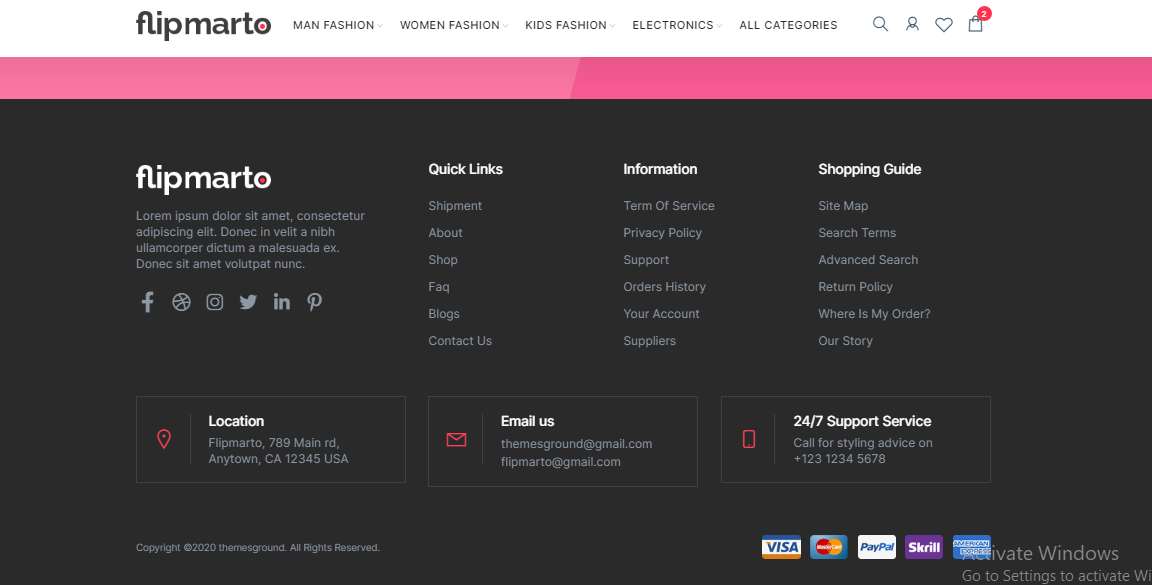 flipmarto
MAN FASHION
WOMEN FASHION
KIDS FASHION
ELECTRONICS
ALL CATEGORIES
2
flipmarto
Lorem ipsum dolor sit amet, consectetur
adipiscing elit. Donec in velit a nibh
ullamcorper dictum a malesuada ex.
Donec sit amet volutpat nunc.
Quick Links
Shipment
About
Shop
Faq
Blogs
Contact Us
Information
Term Of Service
Privacy Policy
Support
Orders History
Your Account
Suppliers
Shopping Guide
Site Map
Search Terms
Advanced Search
Return Policy
Where Is My Order?
Our Story
Location
Flipmarto, 789 Main rd,
Anytown, CA 12345 USA
Email us
themesground@gmail.com
flipmarto@gmail.com
24/7 Support Service
Call for styling advice on
+123 1234 5678
Copyright ©2020 themesground. All Rights Reserved.
VISA
MasterCard
PayPal
Skrill
AMERICAN
EXPRESS
Activate Windows
Go to Settings to activate Wi